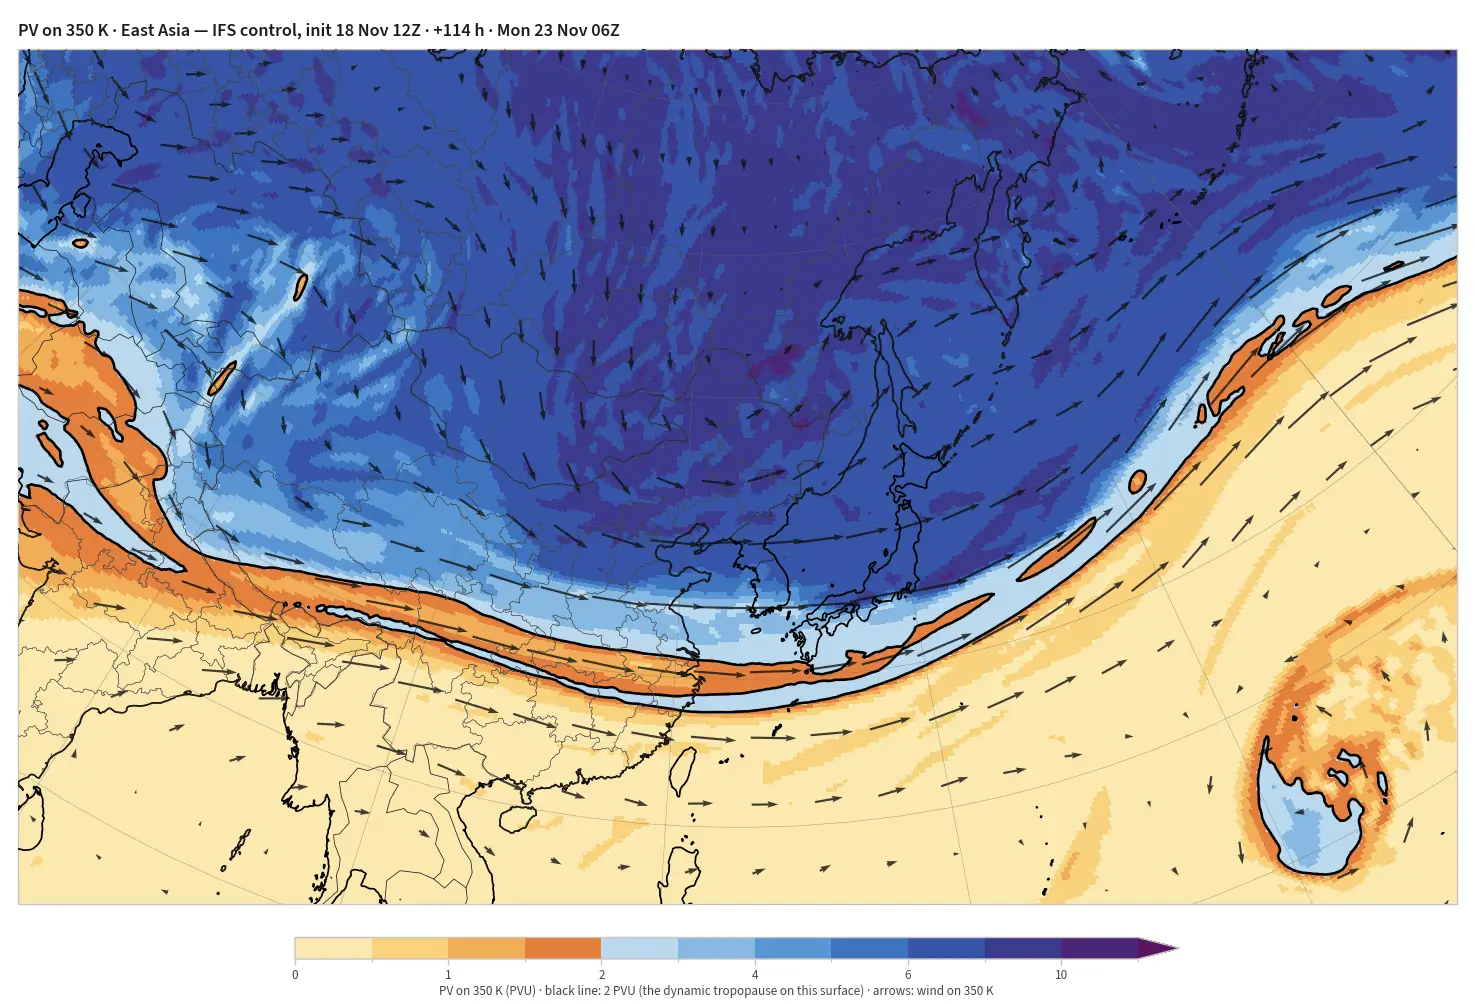 PV on 350 K · East Asia — IFS control, init 18 Nov 12Z · +114 h · Mon 23 Nov 06Z
0 1 2 4 6 10
PV on 350 K (PVU) · black line: 2 PVU (the dynamic tropopause on this surface) · arrows: wind on 350 K